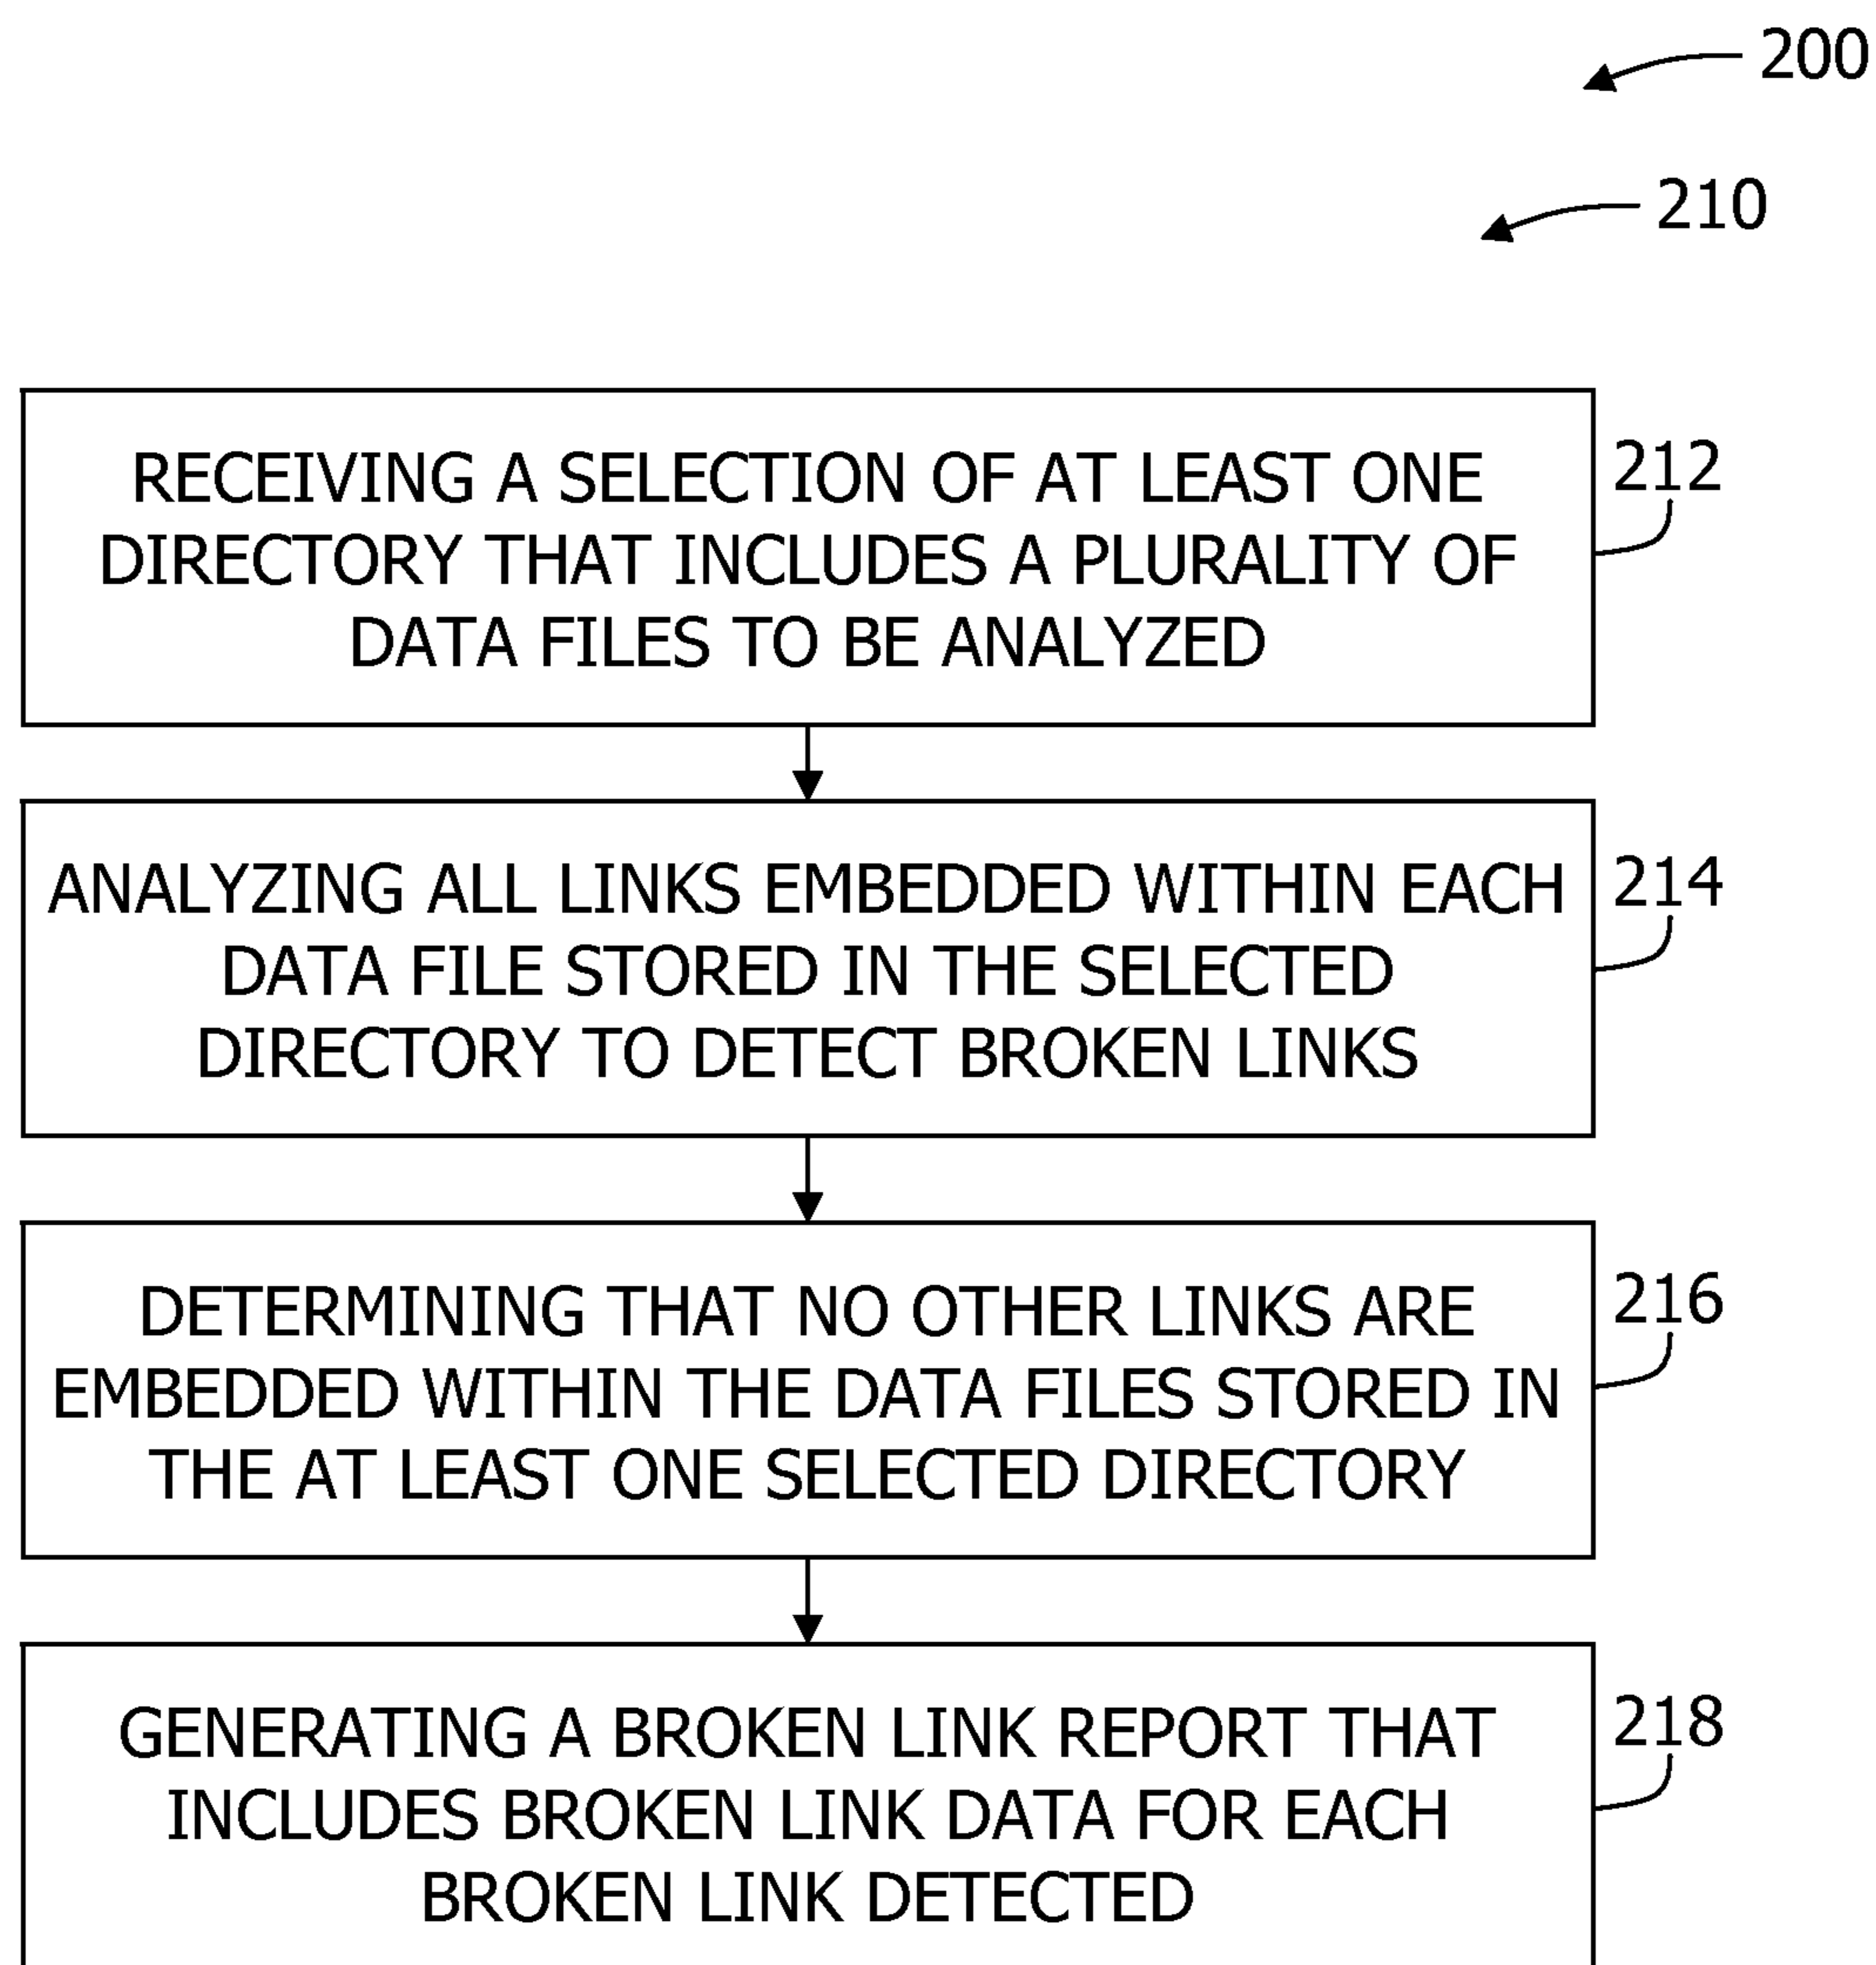 200
210
RECEIVING A SELECTION OF AT LEAST ONE
DIRECTORY THAT INCLUDES A PLURALITY OF
DATA FILES TO BE ANALYZED
212
ANALYZING ALL LINKS EMBEDDED WITHIN EACH
DATA FILE STORED IN THE SELECTED
DIRECTORY TO DETECT BROKEN LINKS
214
DETERMINING THAT NO OTHER LINKS ARE
EMBEDDED WITHIN THE DATA FILES STORED IN
THE AT LEAST ONE SELECTED DIRECTORY
216
GENERATING A BROKEN LINK REPORT THAT
INCLUDES BROKEN LINK DATA FOR EACH
BROKEN LINK DETECTED
218